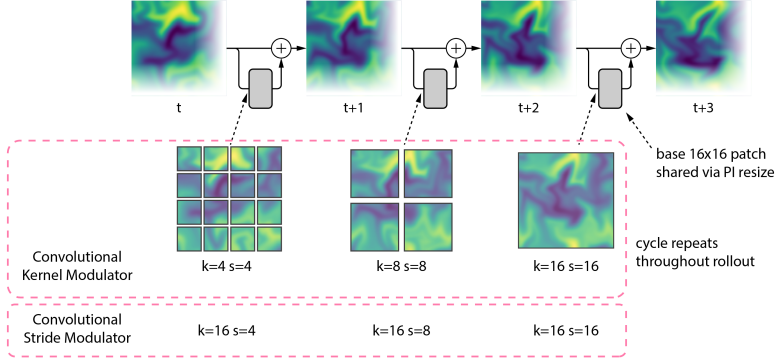 t
t+1
t+2
t+3
base 16x16 patch
shared via PI resize
Convolutional
Kernel Modulator
k=4 s=4
k=8 s=8
k=16 s=16
cycle repeats
throughout rollout
Convolutional
Stride Modulator
k=16 s=4
k=16 s=8
k=16 s=16